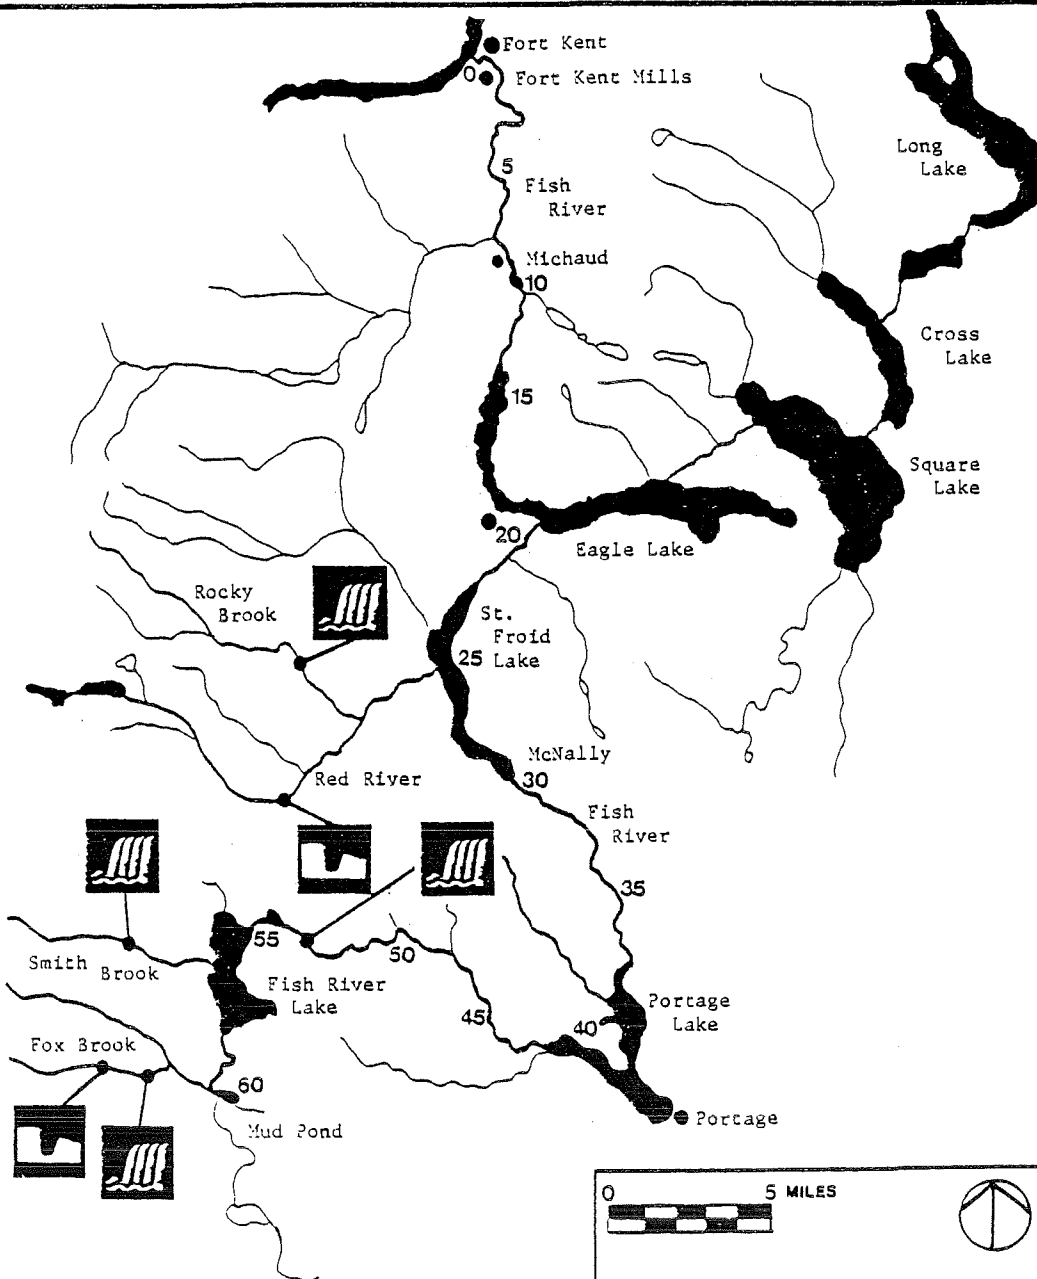 Fort Kent
0
Fort Kent Mills
Long
Lake
5
Fish
River
Michaud
10
Cross
Lake
15
Square
Lake
20
Eagle Lake
Rocky
Brook
St.
Froid
Lake
25
McNally
30
Red River
Fish
River
35
55
50
Smith Brook
Fish River
Lake
Portage
Lake
45
40
Fox Brook
60
Portage
Mud Pond
0
5 MILES